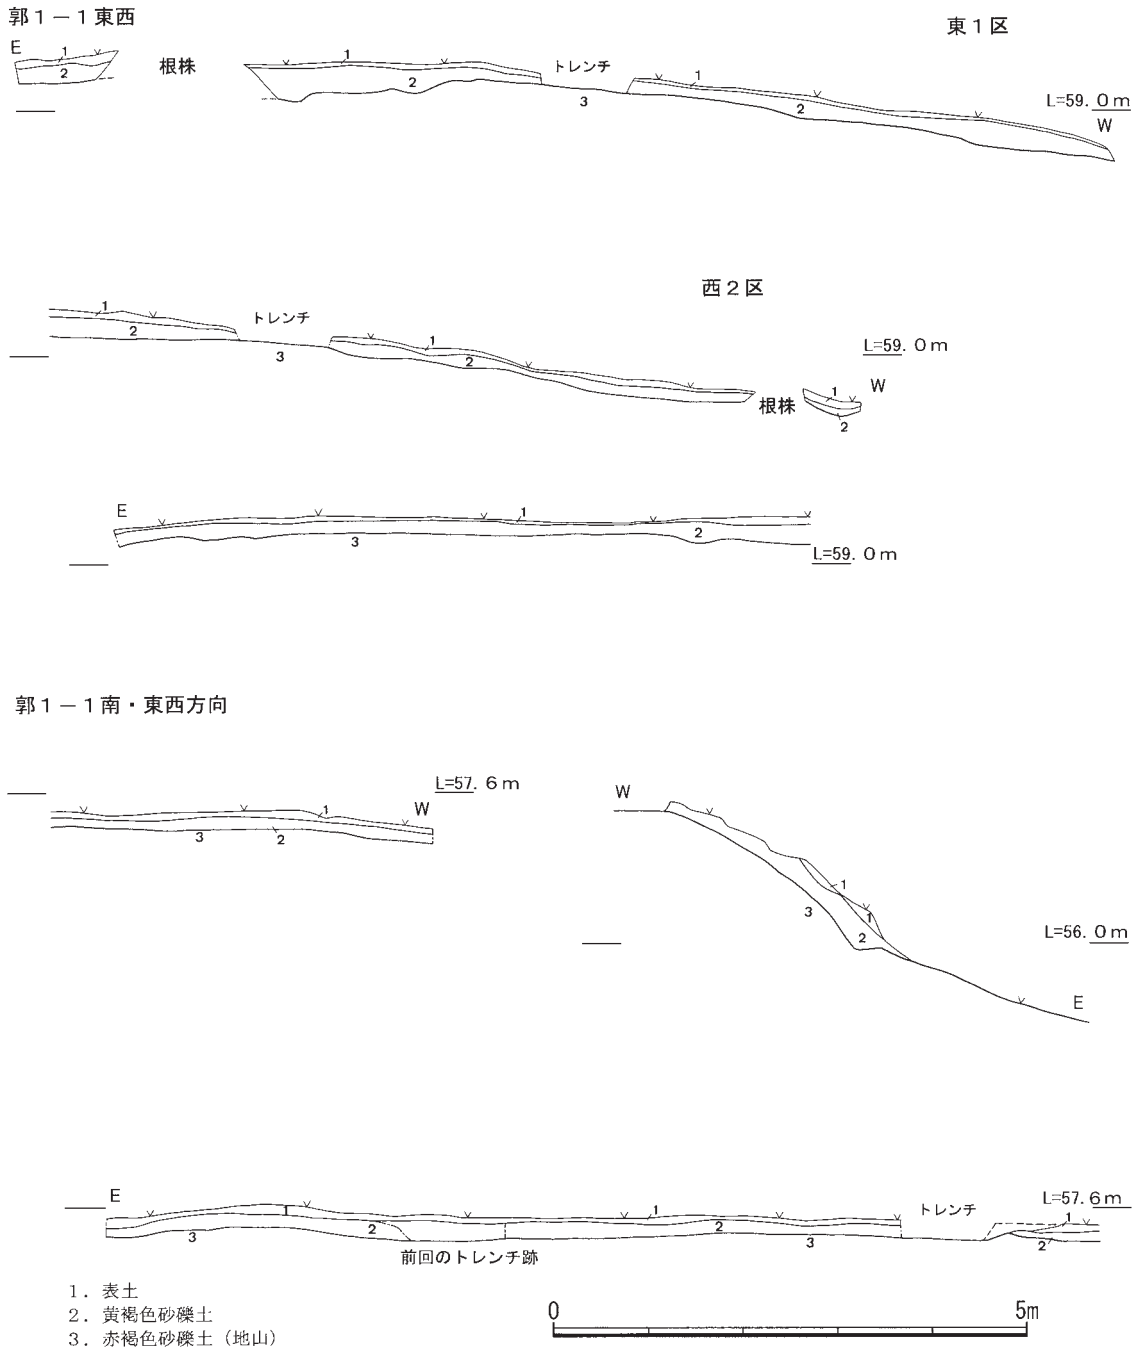 郭１－１東西
東１区
E
1
2
根株
1
2
トレンチ
3
1
2
L=59.0m
W
西２区
1
2
トレンチ
3
1
2
L=59.0m
W
根株
1
2
E
1
3
2
L=59.0m
郭１－１南・東西方向
L=57.6m
1
W
3
2
W
1
3
1
2
L=56.0m
E
E
1
2
3
前回のトレンチ跡
1
2
3
トレンチ
L=57.6m
1
2
1．表土
2．黄褐色砂礫土
3．赤褐色砂礫土（地山）
0
5m